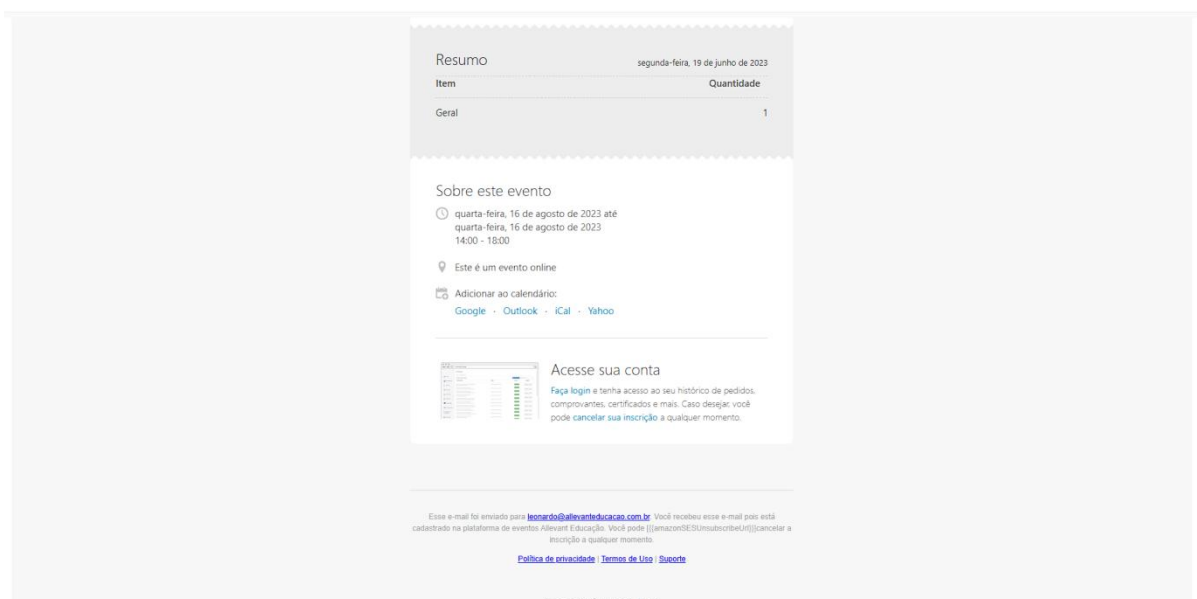 Resumo segunda-feira, 19 de junho de 2023
Item Quantidade
Geral 1
Sobre este evento
quarta-feira, 16 de agosto de 2023 até
quarta-feira, 16 de agosto de 2023
14:00 - 18:00
Este é um evento online
Adicionar ao calendário:
Google · Outlook · iCal · Yahoo
Acesse sua conta
Faça login e tenha acesso ao seu histórico de pedidos,
comprovantes, certificados e mais. Caso desejar, você
pode cancelar sua inscrição a qualquer momento.
Esse e-mail foi enviado para leonardo@allevanteducacao.com.br. Você recebeu esse e-mail pois está
cadastrado na plataforma de eventos Allevant Educação. Você pode [{{amazonSESUnsubscribeUrl}}]cancelar a
inscrição a qualquer momento.
Política de privacidade | Termos de Uso | Suporte